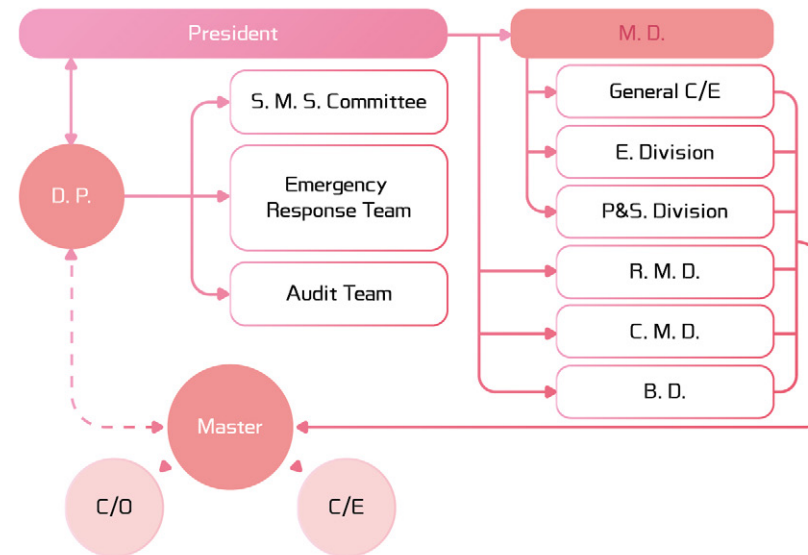 President
M. D.
S. M. S. Committee
General C/E
E. Division
D. P.
Emergency
Response Team
P&S. Division
R. M. D.
Audit Team
C. M. D.
B. D.
Master
C/O
C/E